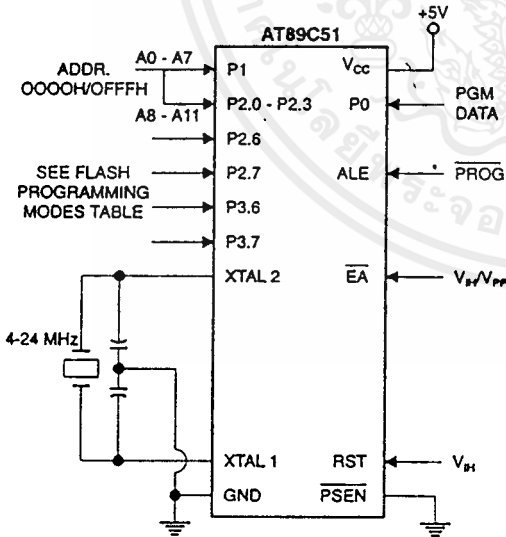 +5V
AT89C51
ADDR.
OOOOH/OFFFH
A0 - A7
P1
VCC
A8 - A11
P2.0 - P2.3
P0
PGM
DATA
P2.6
SEE FLASH
PROGRAMMING
MODES TABLE
P2.7
ALE
PROG
P3.6
P3.7
XTAL 2
EA
VIH/VPP
4-24 MHz
XTAL 1
RST
VIH
GND
PSEN